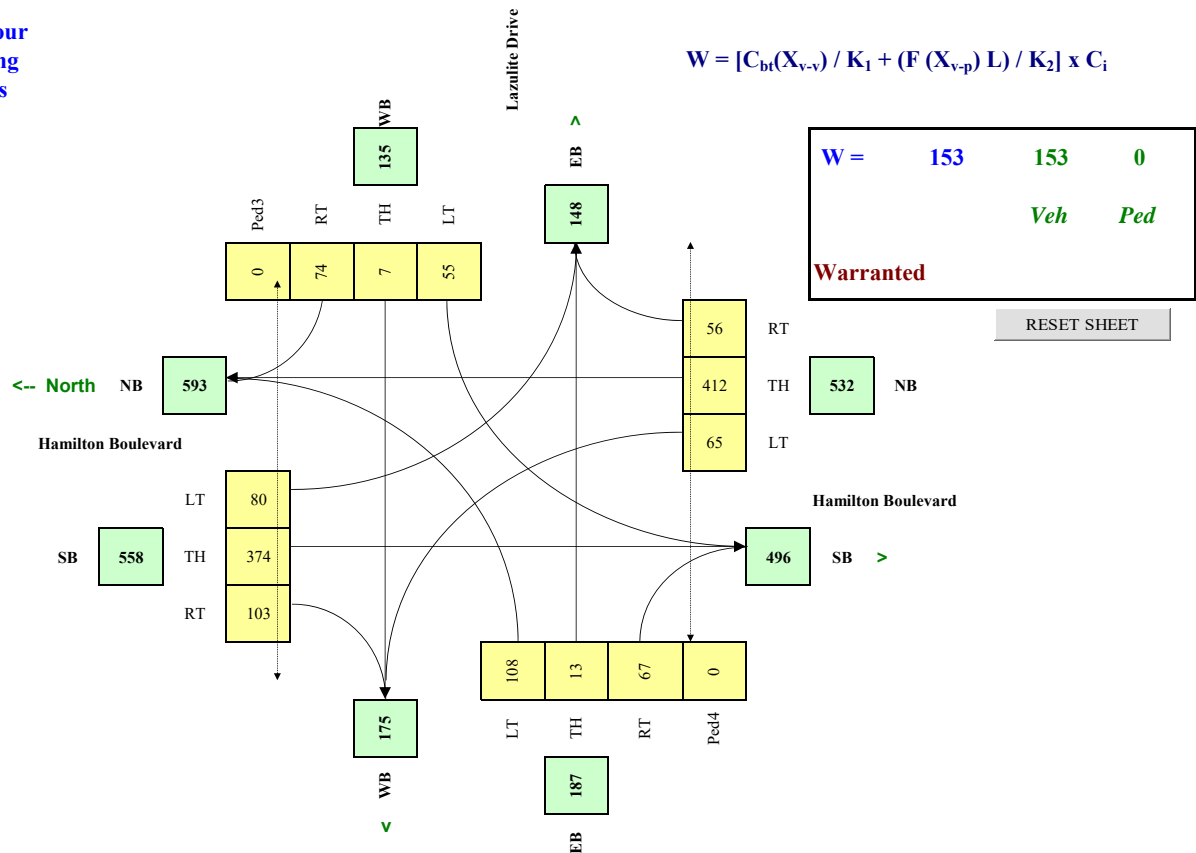 our
ing
s
Lazulite Drive
W = [Cbt(Xv-v) / K1 + (F (Xv-p) L) / K2] x Ci
W = 153 153 0
Veh Ped
Warranted
RESET SHEET
WB
135
^
EB
148
Ped3 RT TH LT
0 74 7 55
56 RT
<-- North NB 593
412 TH 532 NB
65 LT
Hamilton Boulevard
LT 80
Hamilton Boulevard
SB 558 TH 374
496 SB >
RT 103
108 13 67 0
LT TH RT Ped4
175
WB
v
187
EB